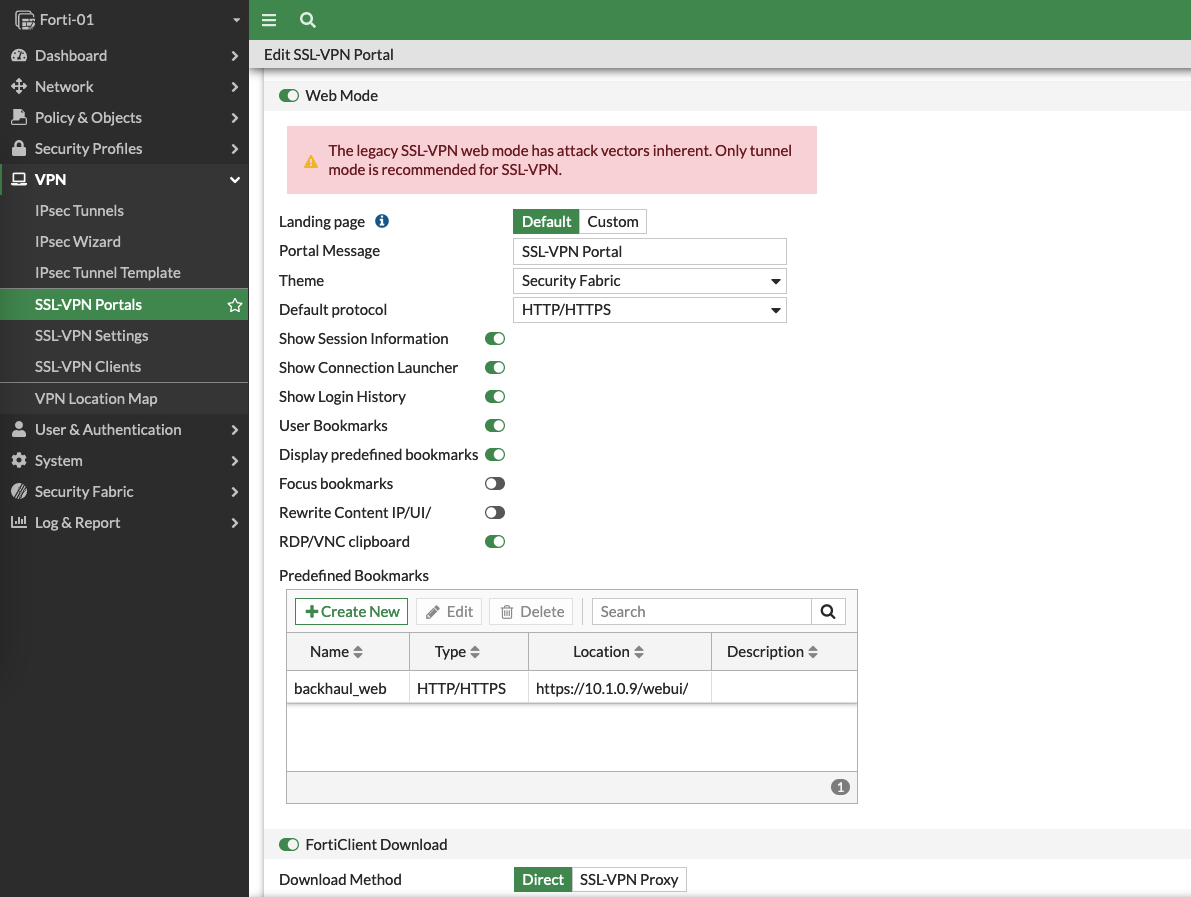 Forti-01
Dashboard
Network
Policy & Objects
Security Profiles
VPN
IPsec Tunnels
IPsec Wizard
IPsec Tunnel Template
SSL-VPN Portals
SSL-VPN Settings
SSL-VPN Clients
VPN Location Map
User & Authentication
System
Security Fabric
Log & Report
Edit SSL-VPN Portal
Web Mode
The legacy SSL-VPN web mode has attack vectors inherent. Only tunnel
mode is recommended for SSL-VPN.
Landing page Default Custom
Portal Message SSL-VPN Portal
Theme Security Fabric
Default protocol HTTP/HTTPS
Show Session Information
Show Connection Launcher
Show Login History
User Bookmarks
Display predefined bookmarks
Focus bookmarks
Rewrite Content IP/UI/
RDP/VNC clipboard
Predefined Bookmarks
+Create New Edit Delete Search
Name Type Location Description
backhaul_web HTTP/HTTPS https://10.1.0.9/webui/
1
FortiClient Download
Download Method Direct SSL-VPN Proxy